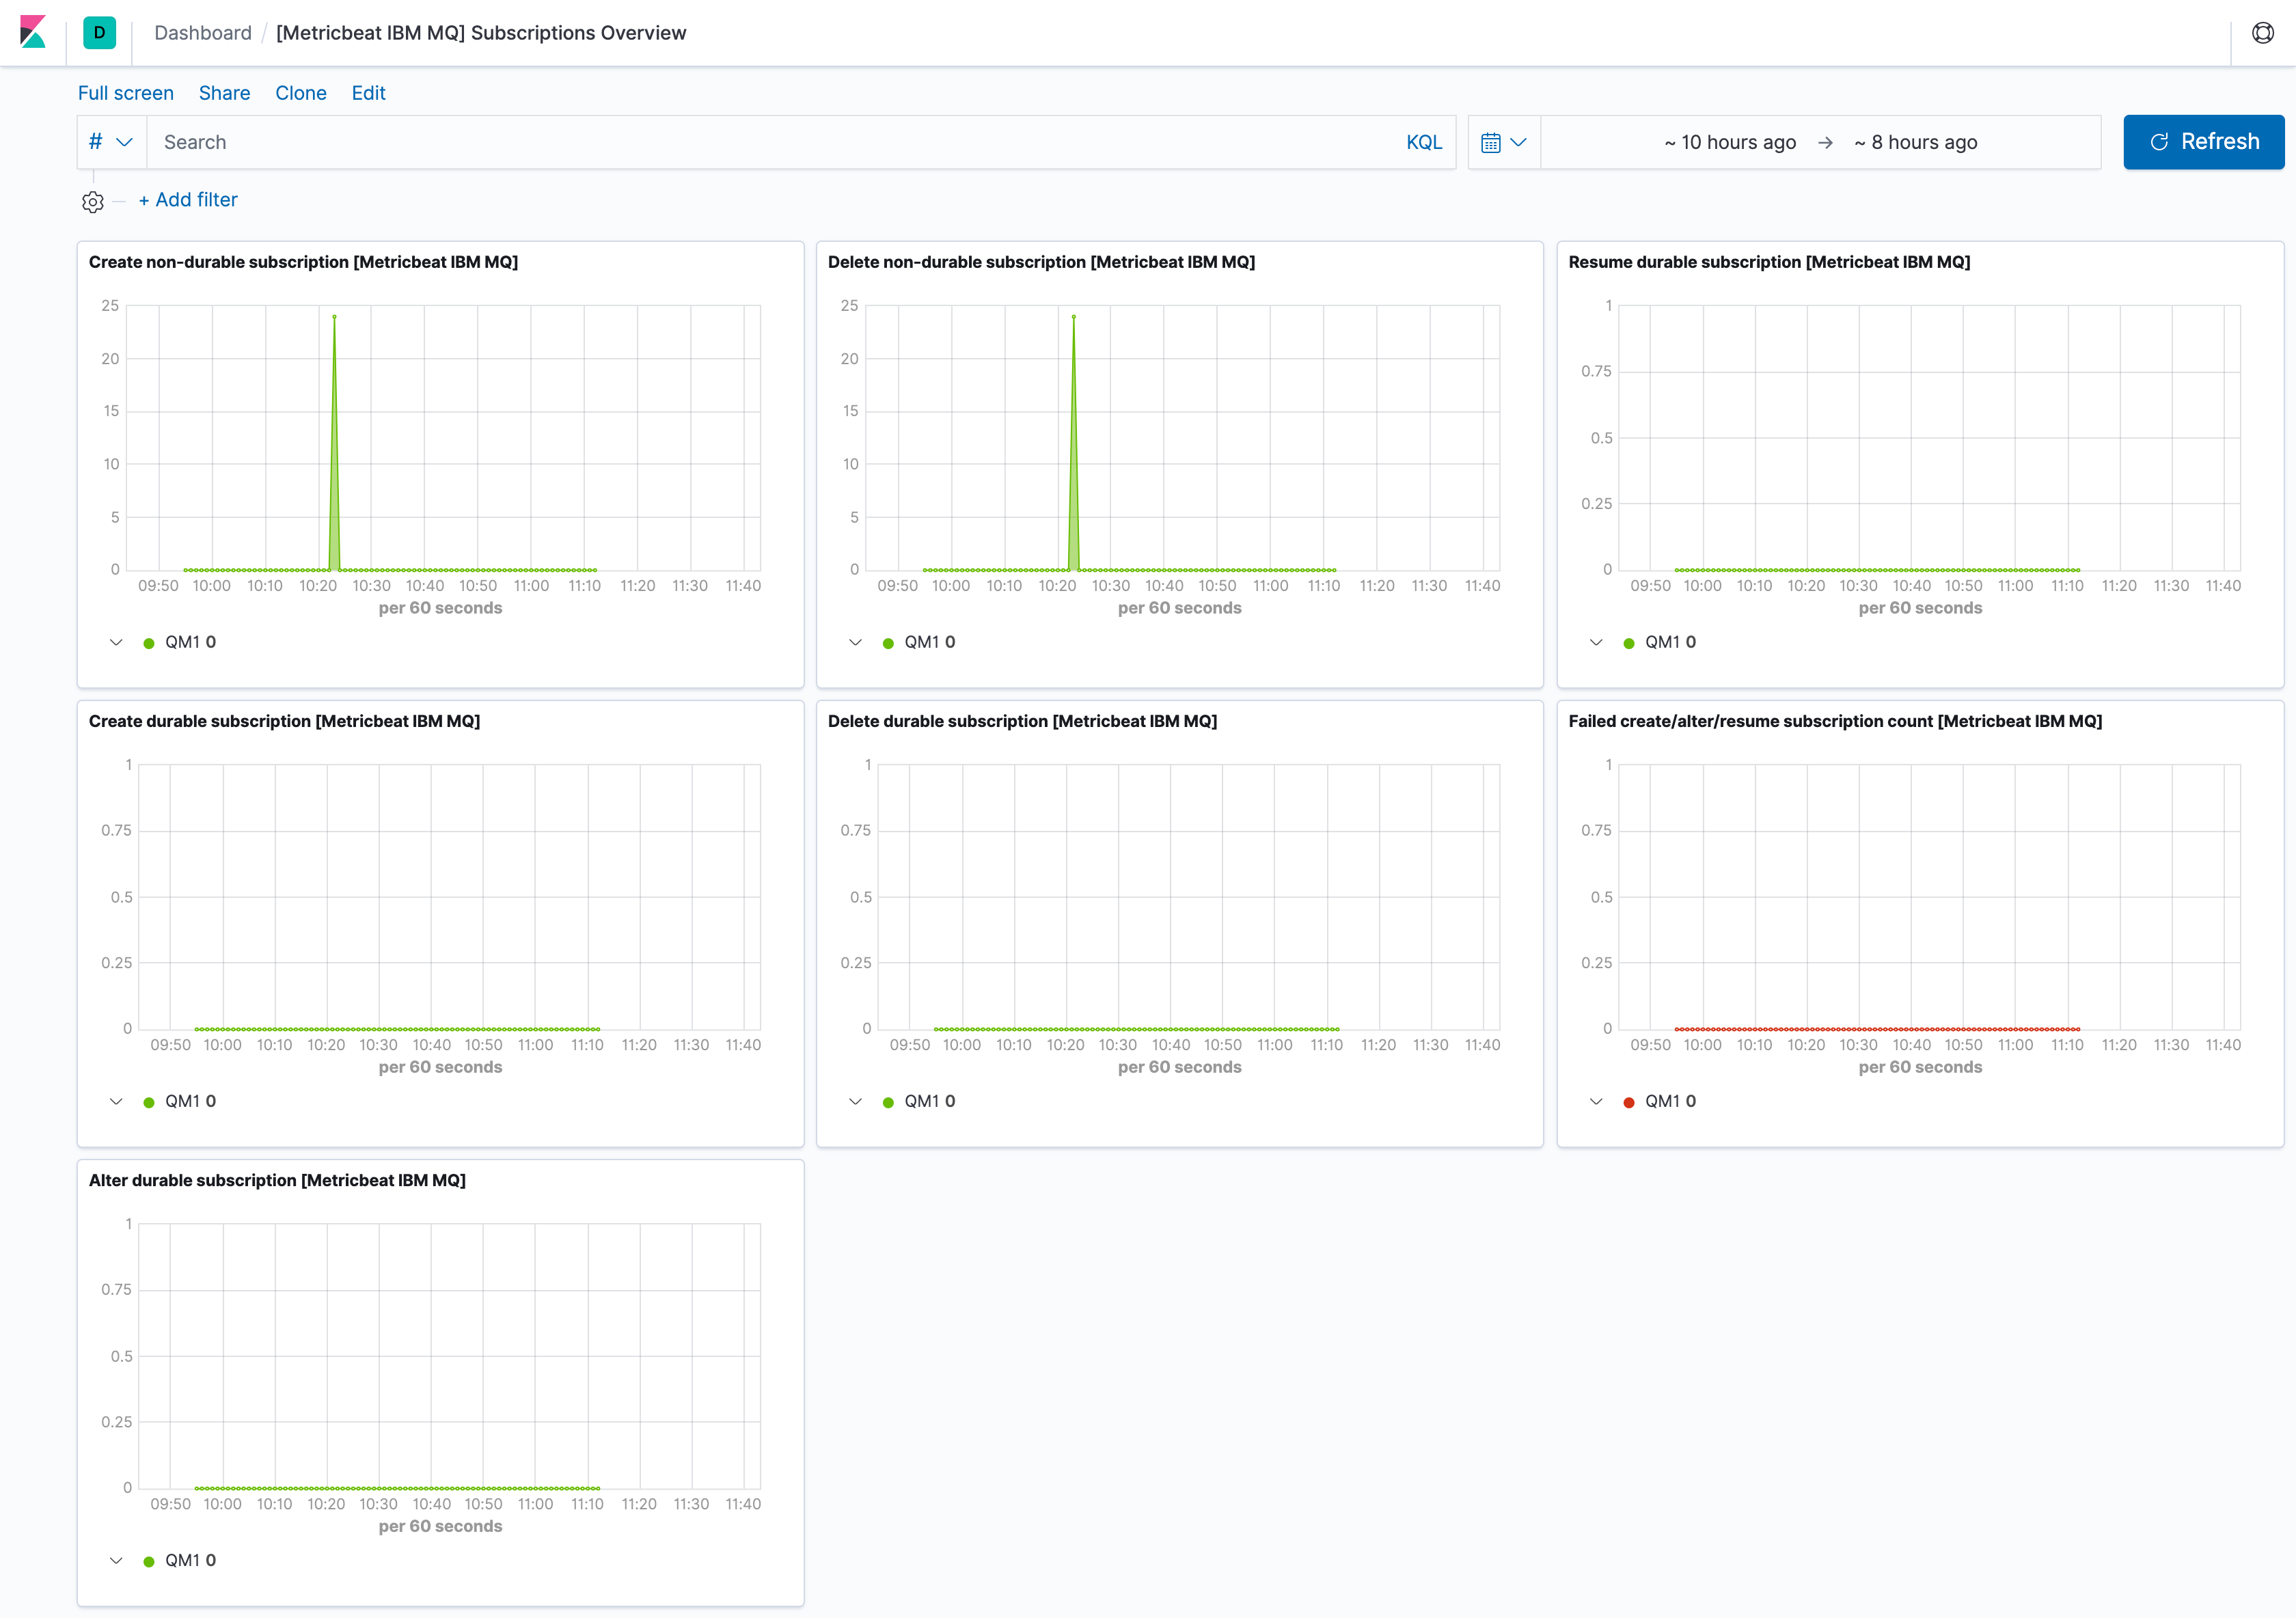 D Dashboard / [Metricbeat IBM MQ] Subscriptions Overview
Full screen Share Clone Edit
# Search KQL ~ 10 hours ago → ~ 8 hours ago Refresh
+ Add filter
Create non-durable subscription [Metricbeat IBM MQ]
25
20
15
10
5
0
09:50 10:00 10:10 10:20 10:30 10:40 10:50 11:00 11:10 11:20 11:30 11:40
per 60 seconds
QM1 0
Delete non-durable subscription [Metricbeat IBM MQ]
25
20
15
10
5
0
09:50 10:00 10:10 10:20 10:30 10:40 10:50 11:00 11:10 11:20 11:30 11:40
per 60 seconds
QM1 0
Resume durable subscription [Metricbeat IBM MQ]
1
0.75
0.5
0.25
0
09:50 10:00 10:10 10:20 10:30 10:40 10:50 11:00 11:10 11:20 11:30 11:40
per 60 seconds
QM1 0
Create durable subscription [Metricbeat IBM MQ]
1
0.75
0.5
0.25
0
09:50 10:00 10:10 10:20 10:30 10:40 10:50 11:00 11:10 11:20 11:30 11:40
per 60 seconds
QM1 0
Delete durable subscription [Metricbeat IBM MQ]
1
0.75
0.5
0.25
0
09:50 10:00 10:10 10:20 10:30 10:40 10:50 11:00 11:10 11:20 11:30 11:40
per 60 seconds
QM1 0
Failed create/alter/resume subscription count [Metricbeat IBM MQ]
1
0.75
0.5
0.25
0
09:50 10:00 10:10 10:20 10:30 10:40 10:50 11:00 11:10 11:20 11:30 11:40
per 60 seconds
QM1 0
Alter durable subscription [Metricbeat IBM MQ]
1
0.75
0.5
0.25
0
09:50 10:00 10:10 10:20 10:30 10:40 10:50 11:00 11:10 11:20 11:30 11:40
per 60 seconds
QM1 0